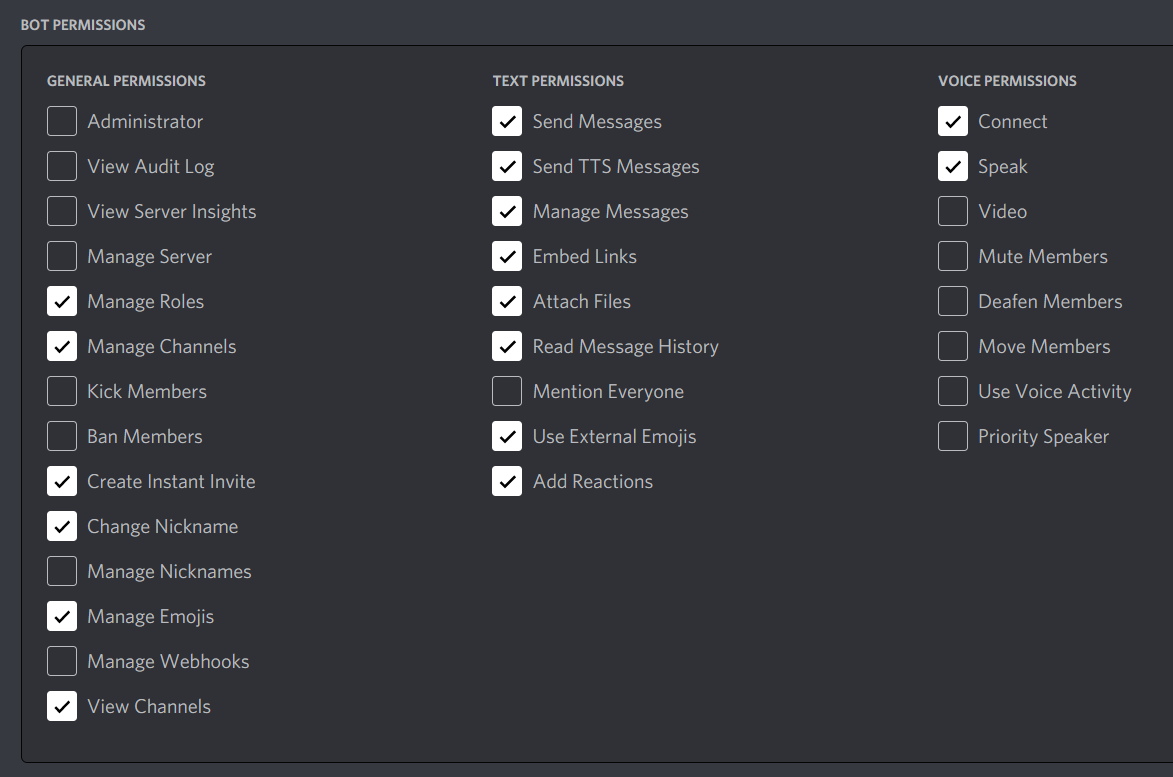 BOT PERMISSIONS
GENERAL PERMISSIONS
Administrator
View Audit Log
View Server Insights
Manage Server
Manage Roles
Manage Channels
Kick Members
Ban Members
Create Instant Invite
Change Nickname
Manage Nicknames
Manage Emojis
Manage Webhooks
View Channels
TEXT PERMISSIONS
Send Messages
Send TTS Messages
Manage Messages
Embed Links
Attach Files
Read Message History
Mention Everyone
Use External Emojis
Add Reactions
VOICE PERMISSIONS
Connect
Speak
Video
Mute Members
Deafen Members
Move Members
Use Voice Activity
Priority Speaker